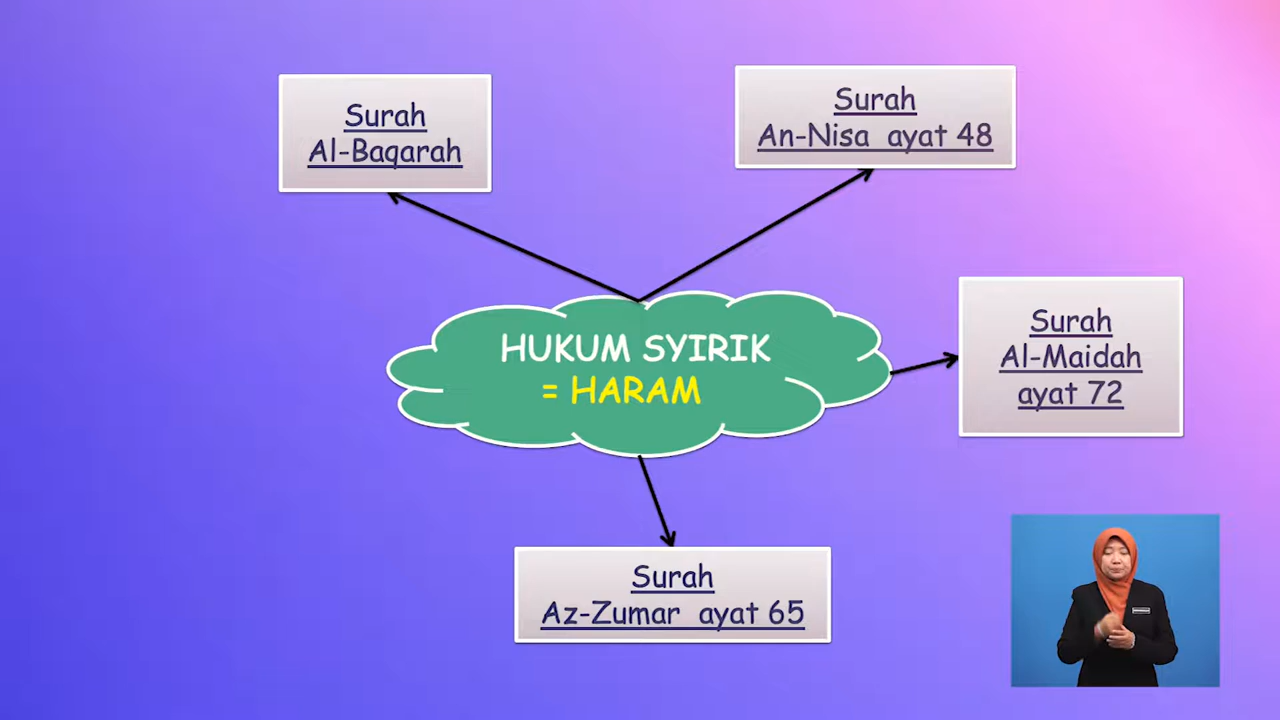 Surah
Al-Baqarah
Surah
An-Nisa ayat 48
HUKUM SYIRIK
= HARAM
Surah
Al-Maidah
ayat 72
Surah
Az-Zumar ayat 65